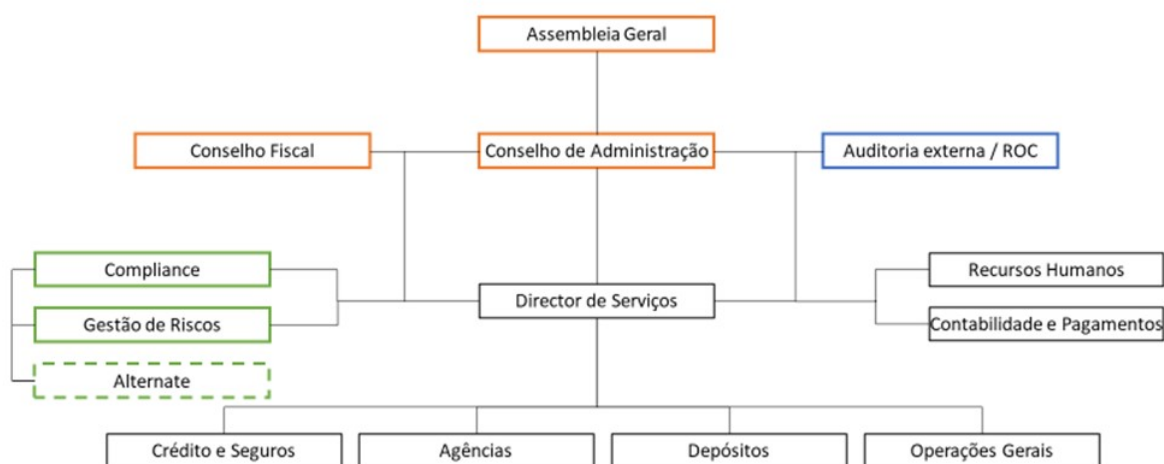 Assembleia Geral
Conselho Fiscal
Conselho de Administração
Auditoria externa / ROC
Compliance
Recursos Humanos
Director de Serviços
Gestão de Riscos
Contabilidade e Pagamentos
Alternate
Crédito e Seguros
Agências
Depósitos
Operações Gerais